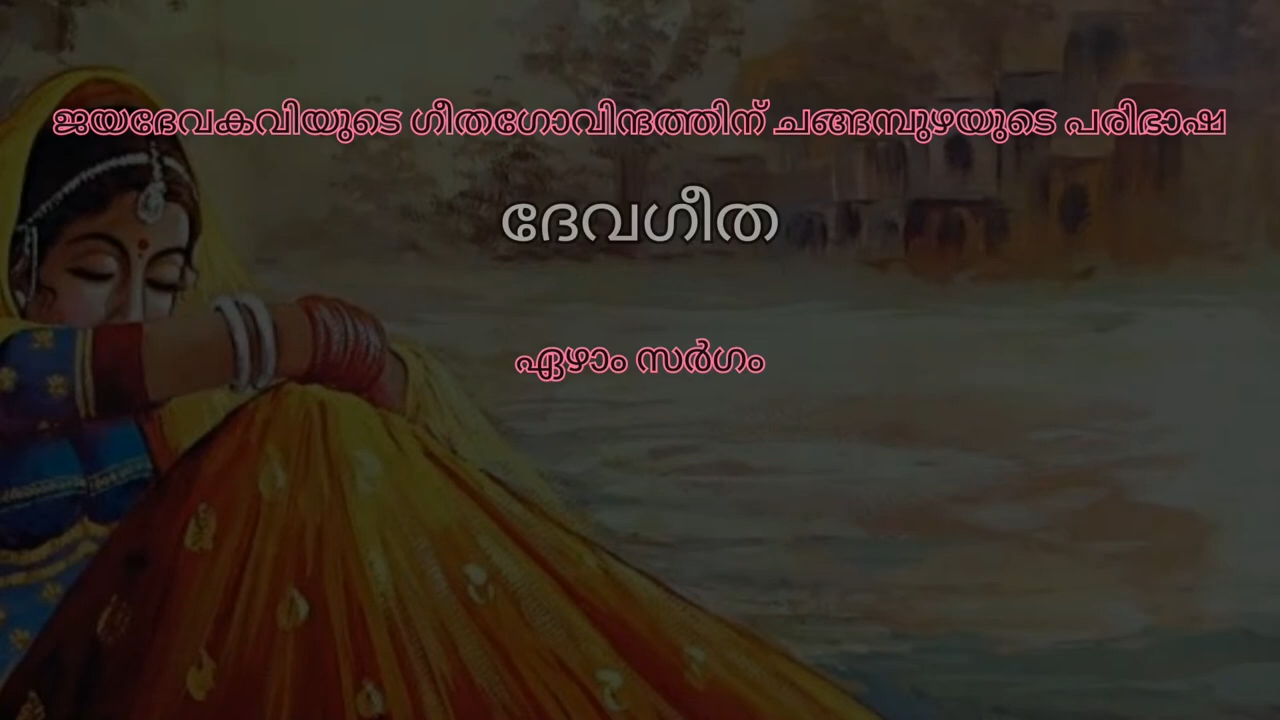 ജയദേവകവിയുടെ ഗീതഗോവിന്ദത്തിന് ചങ്ങമ്പുഴയുടെ പരിഭാഷ
ദേവഗീത
ഏഴാം സർഗം